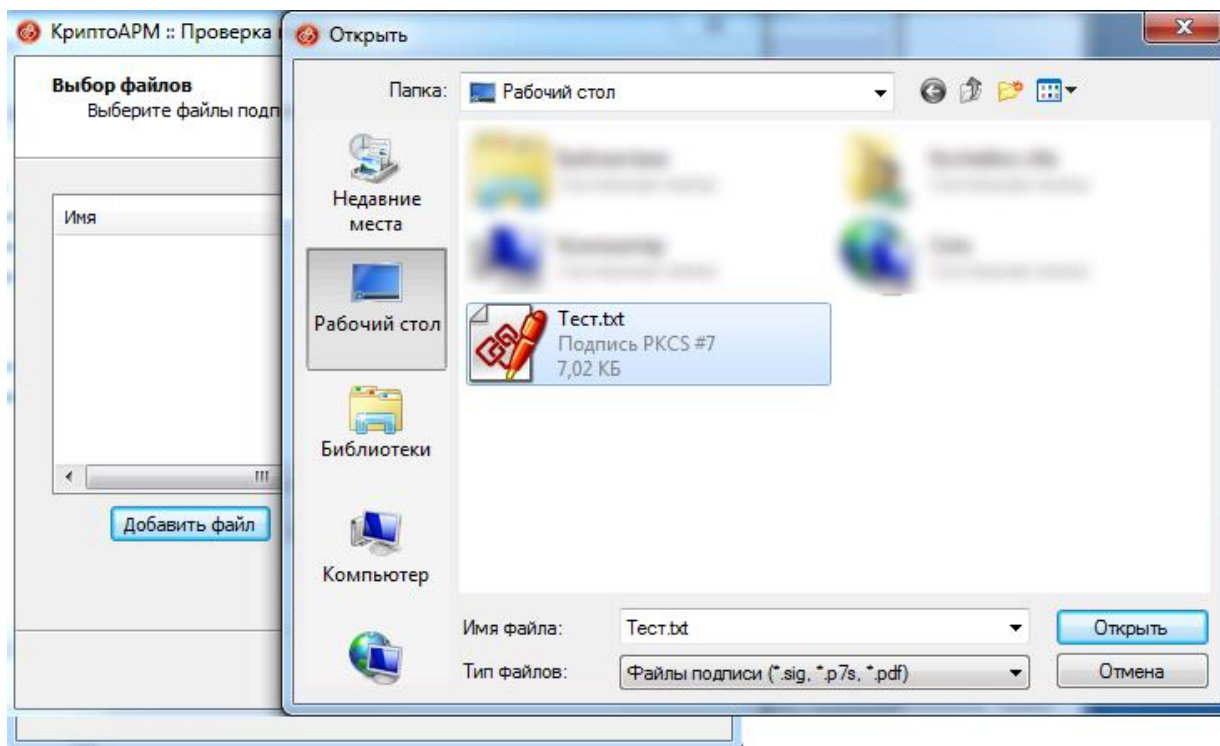 КриптоАРМ :: Проверка
Открыть
Выбор файлов
Выберите файлы подп
Имя
Добавить файл
Папка:
Рабочий стол
Недавние
места
Рабочий стол
Библиотеки
Компьютер
Тест.txt
Подпись PKCS #7
7,02 КБ
Имя файла:
Тест.txt
Открыть
Тип файлов:
Файлы подписи (*.sig, *.p7s, *.pdf)
Отмена